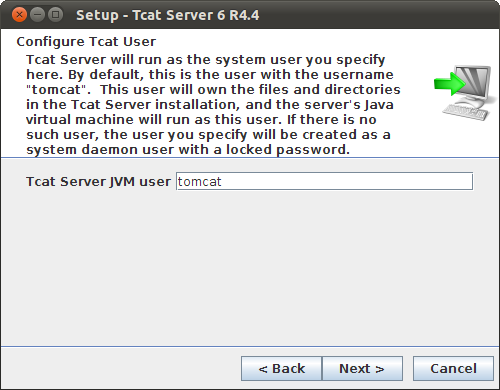 Setup - Tcat Server 6 R4.4
Configure Tcat User
Tcat Server will run as the system user you specify
here. By default, this is the user with the username
"tomcat".  This user will own the files and directories
in the Tcat Server installation, and the server's Java
virtual machine will run as this user. If there is no
such user, the user you specify will be created as a
system daemon user with a locked password.
Tcat Server JVM user tomcat
< Back Next > Cancel